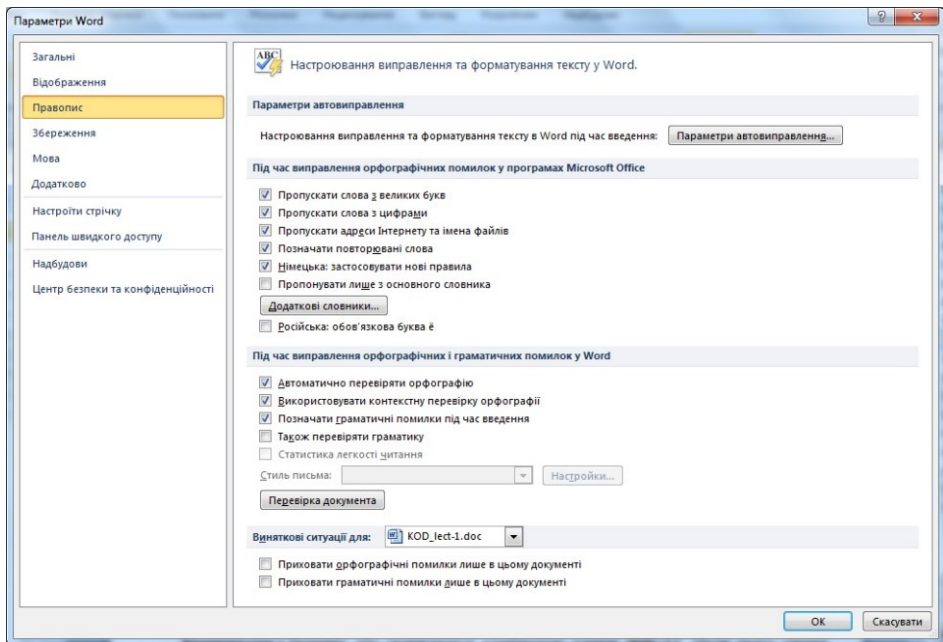 Параметри Word
Загальні
Відображення
Правопис
Збереження
Мова
Додатково
Настроїти стрічку
Панель швидкого доступу
Надбудови
Центр безпеки та конфіденційності
ABC
Настроювання виправлення та форматування тексту у Word.
Параметри автовиправлення
Настроювання виправлення та форматування тексту в Word під час введення: Параметри автовиправлення...
Під час виправлення орфографічних помилок у програмах Microsoft Office
Пропускати слова з великих букв
Пропускати слова з цифрами
Пропускати адреси Інтернету та імена файлів
Позначати повторювані слова
Німецька: застосовувати нові правила
Пропонувати лише з основного словника
Додаткові словники...
Російська: обов'язкова буква ё
Під час виправлення орфографічних і граматичних помилок у Word
Автоматично перевіряти орфографію
Використовувати контекстну перевірку орфографії
Позначати граматичні помилки під час введення
Також перевіряти граматику
Статистика легкості читання
Стиль письма: Настройки...
Перевірка документа
Виняткові ситуації для: KOD_lect-1.doc
Приховати орфографічні помилки лише в цьому документі
Приховати граматичні помилки лише в цьому документі
ОК Скасувати